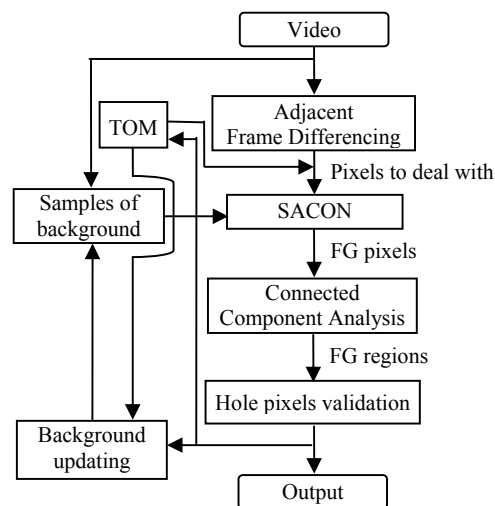 Video
Adjacent
Frame Differencing
TOM
Pixels to deal with
Samples of
background
SACON
FG pixels
Connected
Component Analysis
FG regions
Hole pixels validation
Background
updating
Output